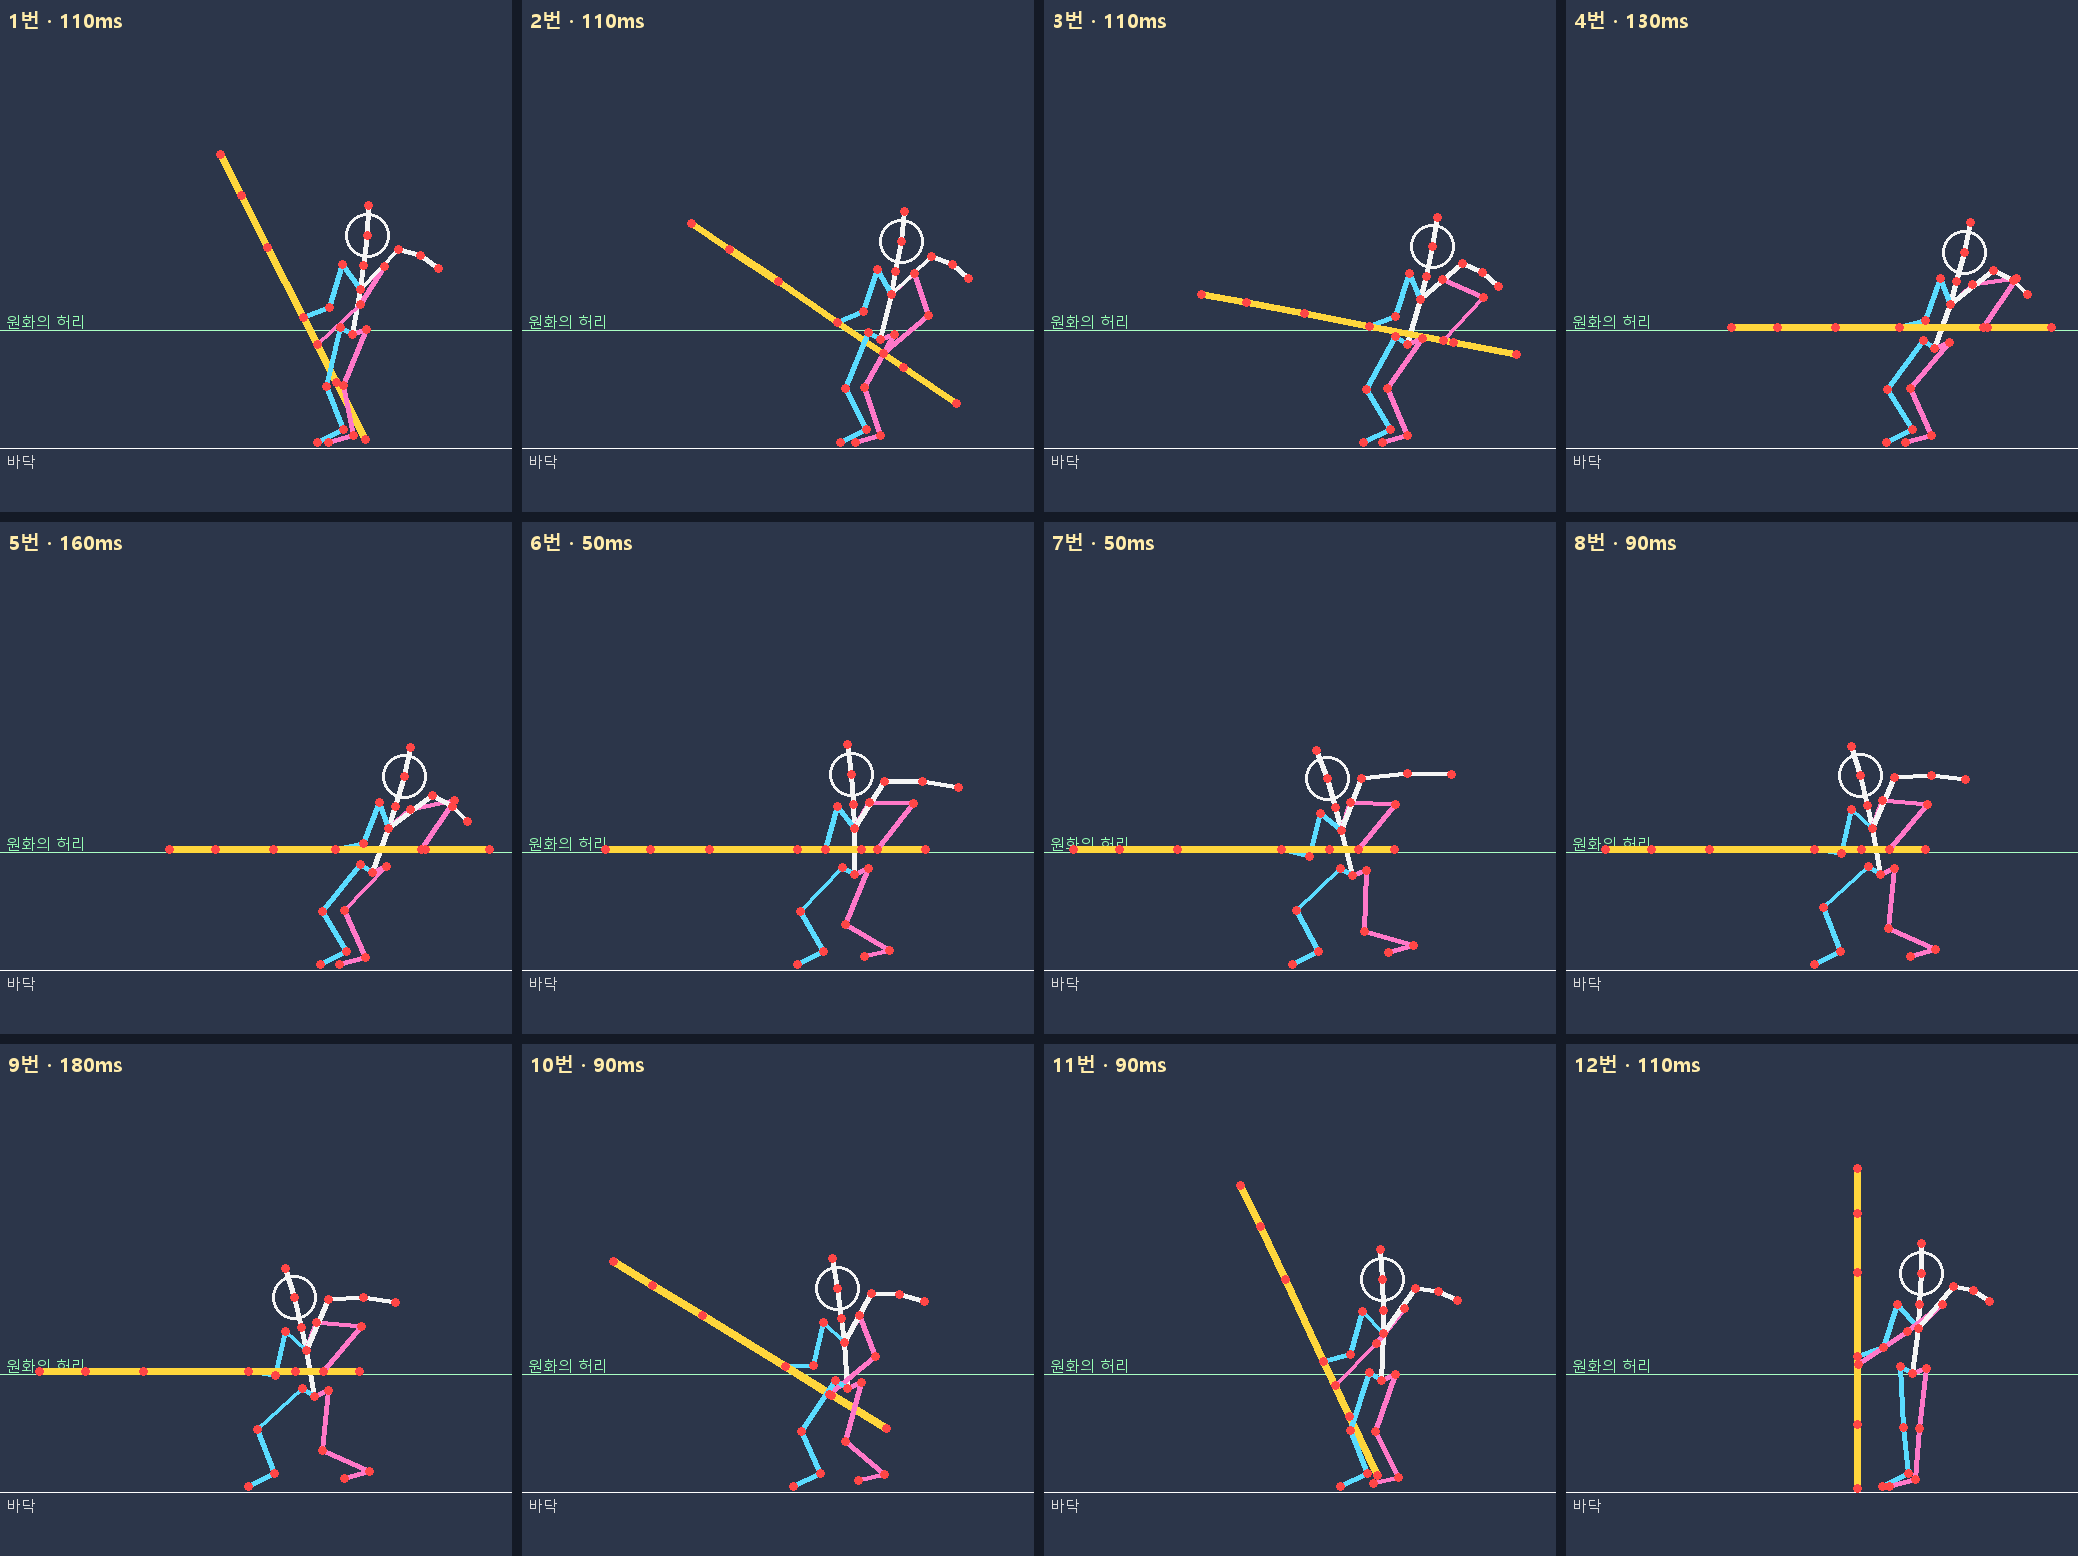 1번 · 110ms
2번 · 110ms
3번 · 110ms
4번 · 130ms
원화의 허리
원화의 허리
원화의 허리
원화의 허리
바닥
바닥
바닥
바닥
5번 · 160ms
6번 · 50ms
7번 · 50ms
8번 · 90ms
원화의 허리
원화의 허리
원화의 허리
원화의 허리
바닥
바닥
바닥
바닥
9번 · 180ms
10번 · 90ms
11번 · 90ms
12번 · 110ms
원화의 허리
원화의 허리
원화의 허리
원화의 허리
바닥
바닥
바닥
바닥